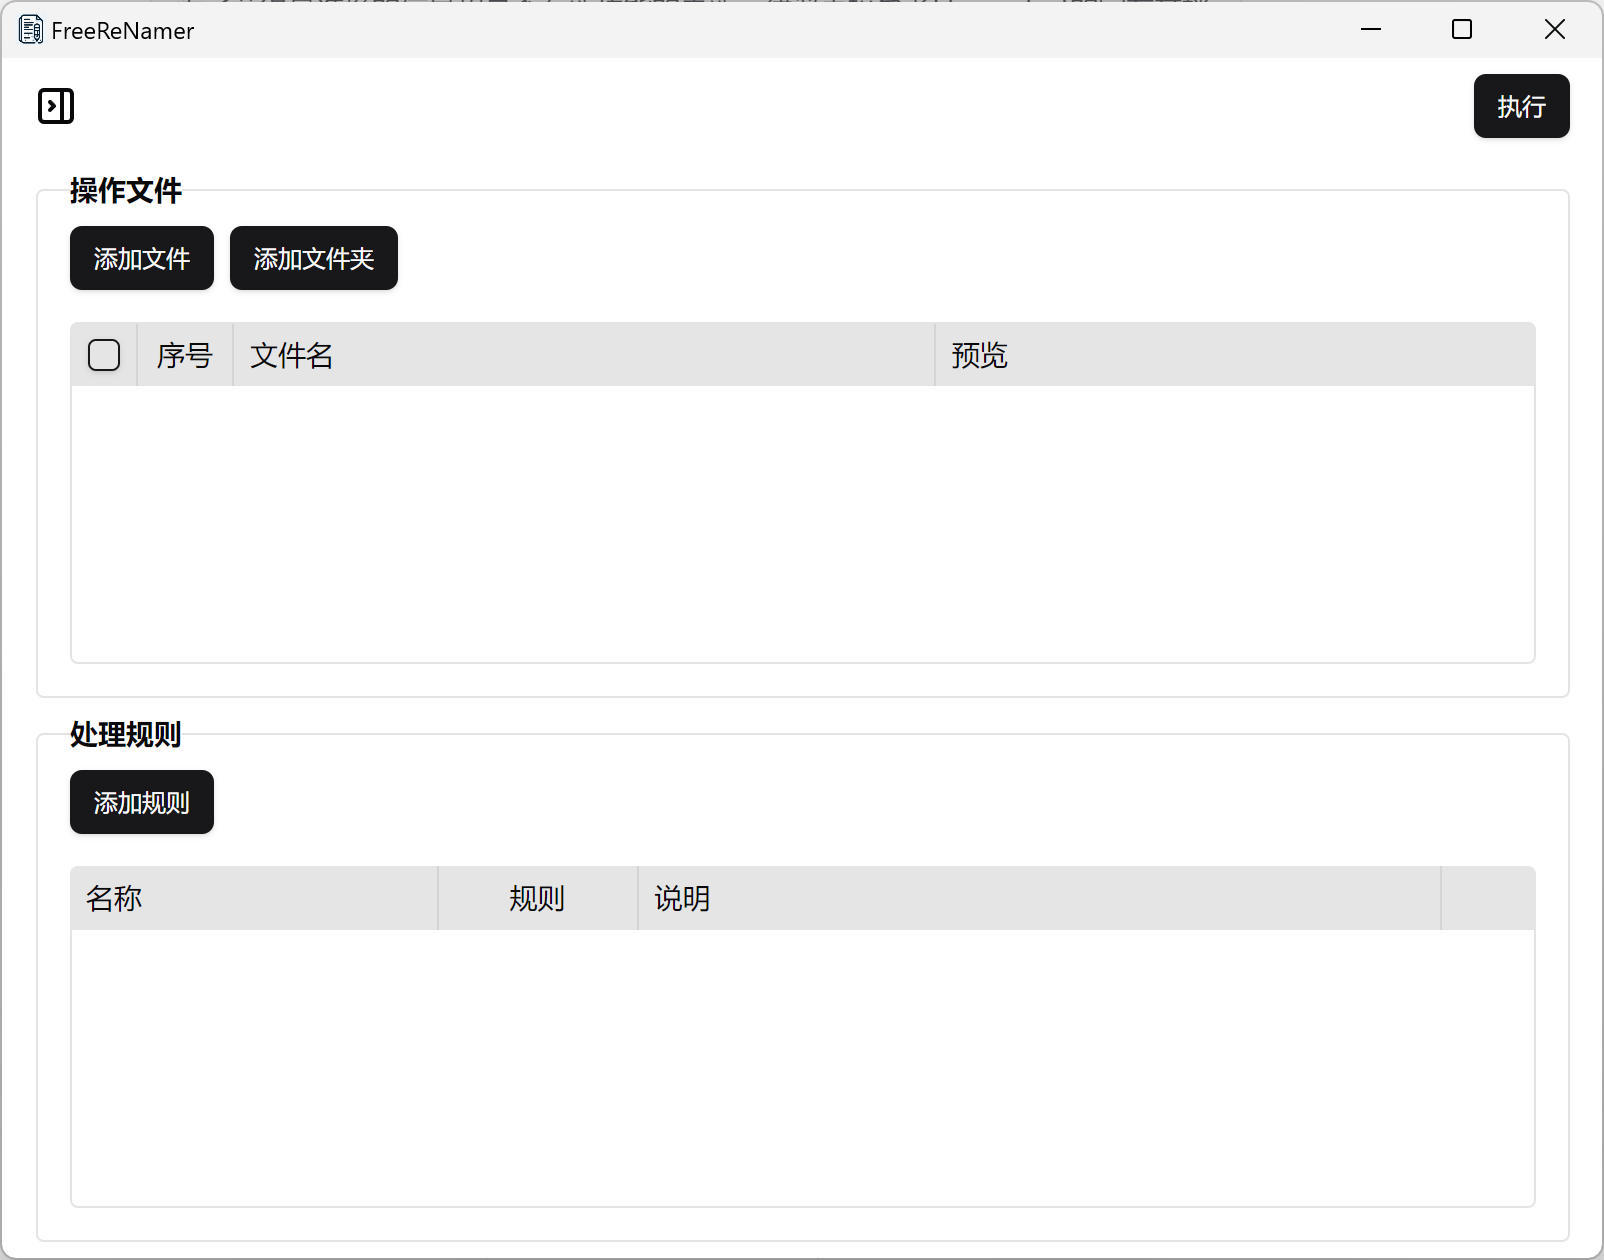 FreeReNamer
执行
操作文件
添加文件 添加文件夹
序号 文件名 预览
处理规则
添加规则
名称 规则 说明